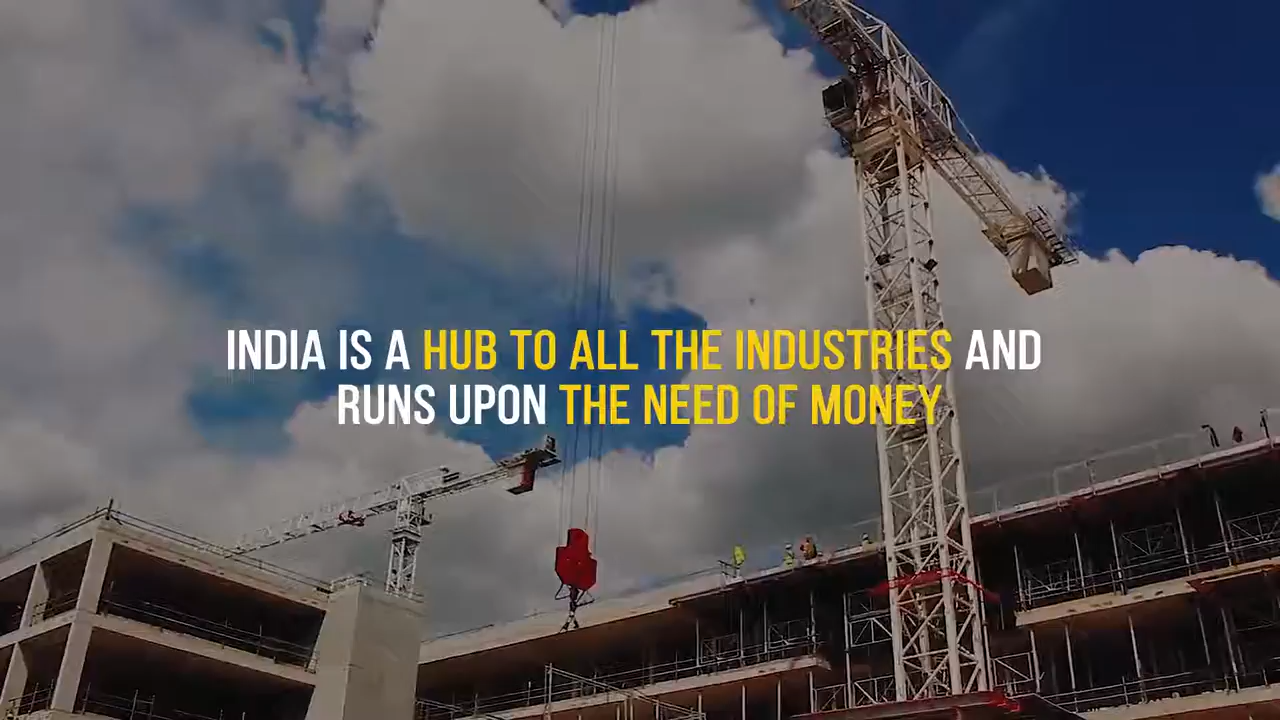 INDIA IS A HUB TO ALL THE INDUSTRIES AND
RUNS UPON THE NEED OF MONEY